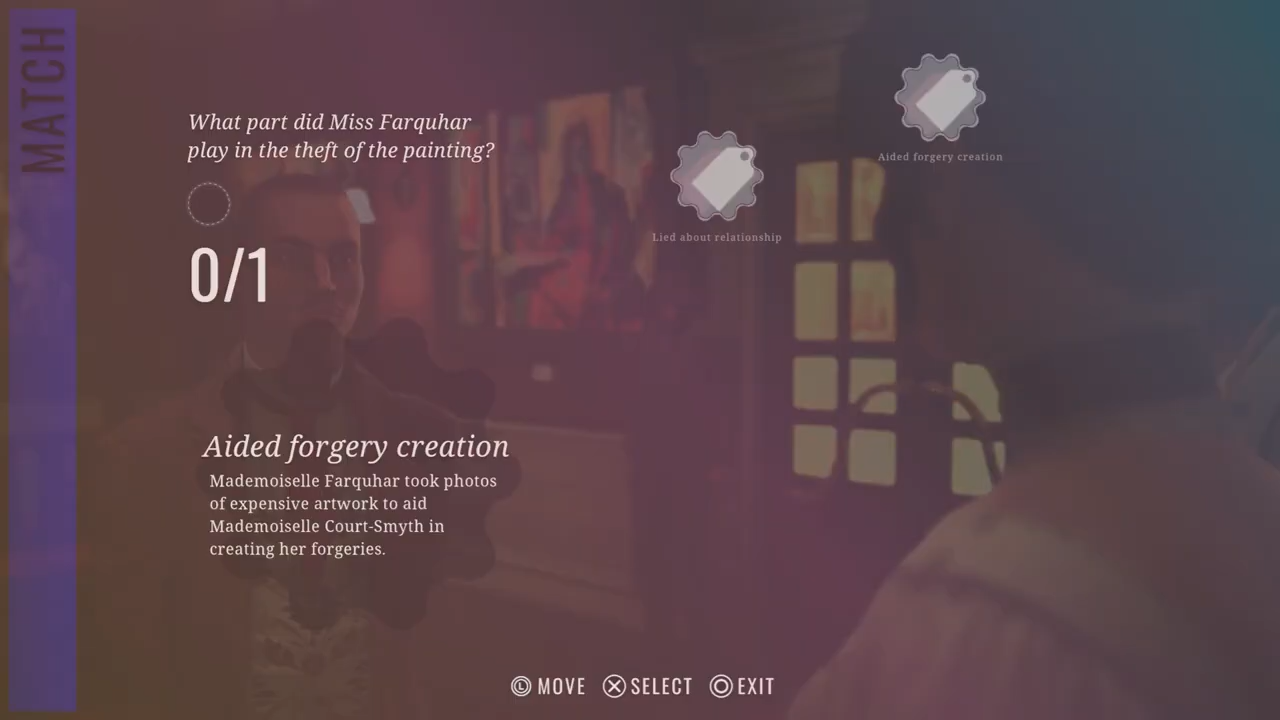 MATCH
What part did Miss Farquhar
play in the theft of the painting?
0/1
Aided forgery creation
Mademoiselle Farquhar took photos
of expensive artwork to aid
Mademoiselle Court-Smyth in
creating her forgeries.
Lied about relationship
Aided forgery creation
L MOVE SELECT EXIT